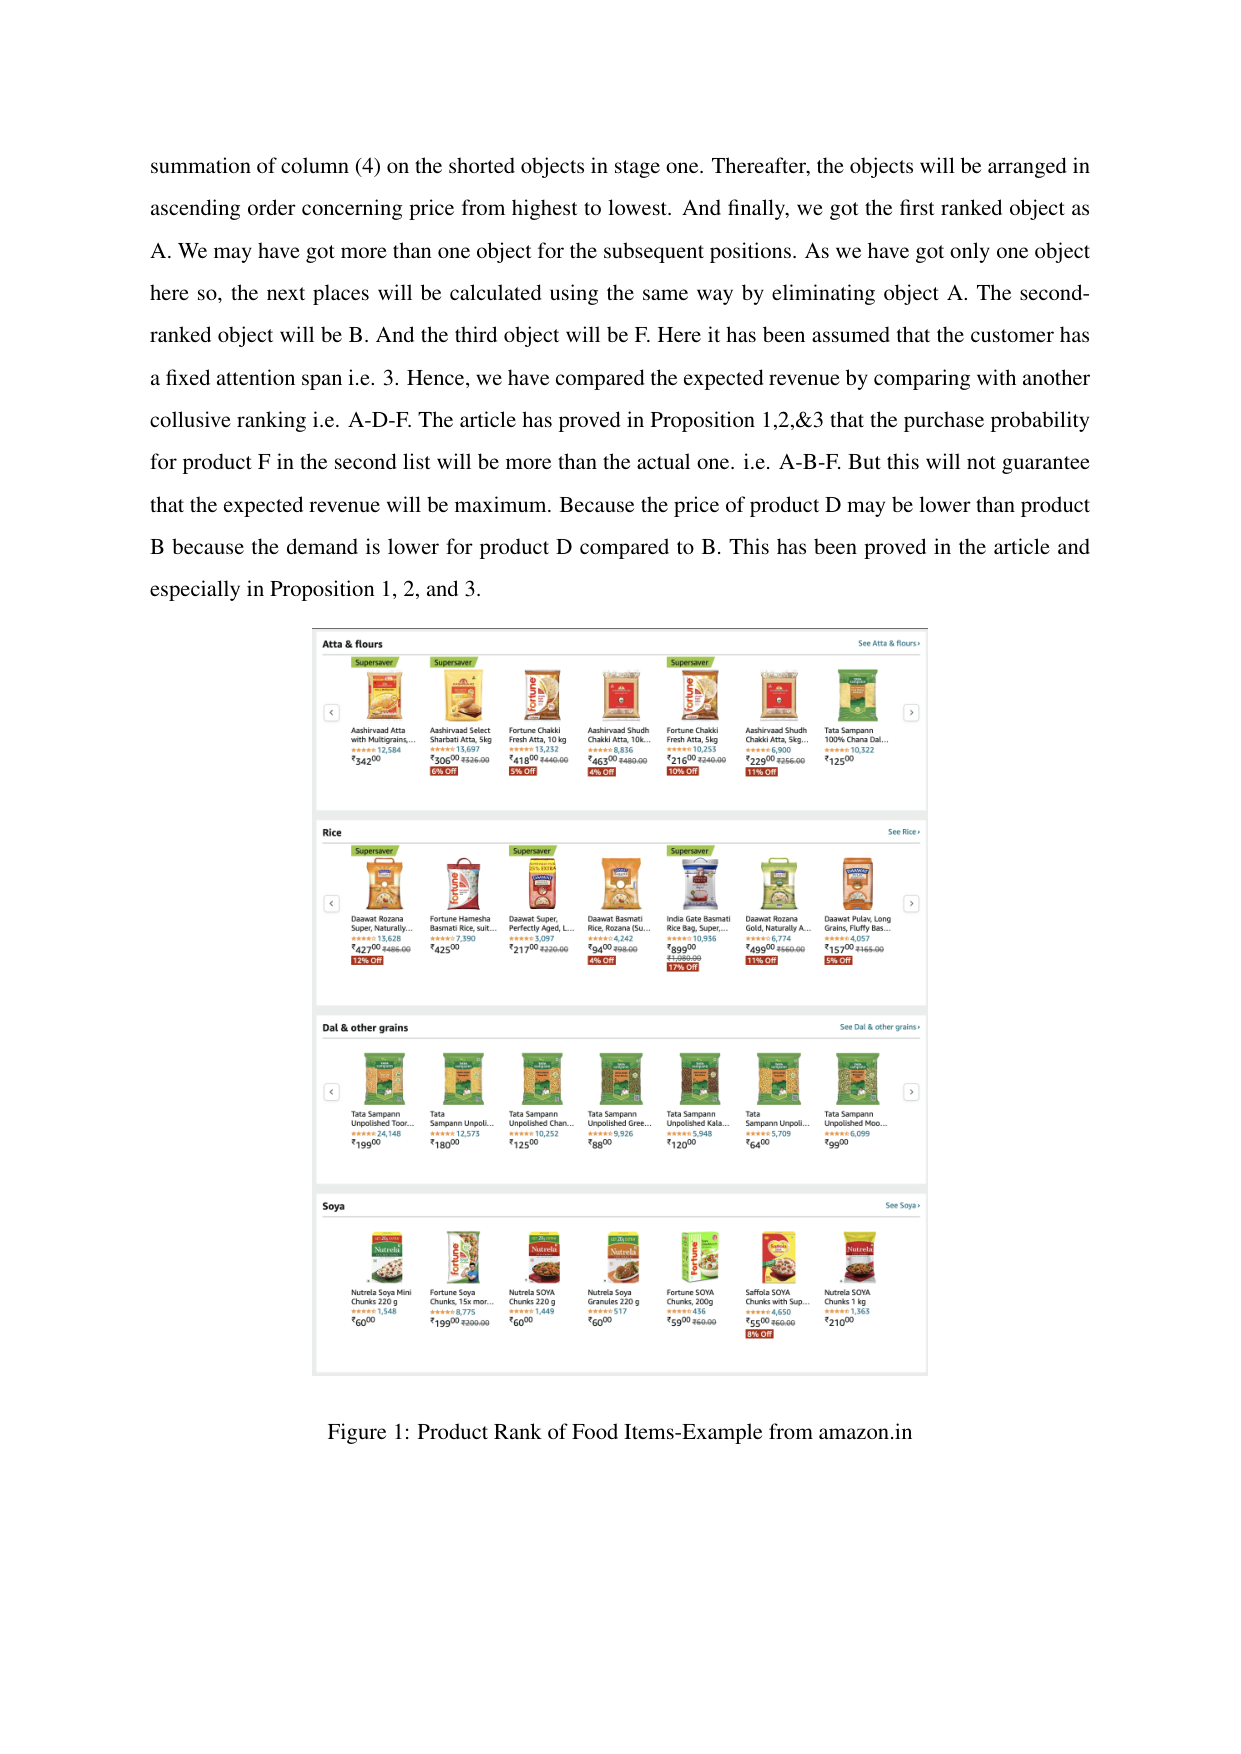 summation of column (4) on the shorted objects in stage one. Thereafter, the objects will be arranged in
ascending order concerning price from highest to lowest. And finally, we got the first ranked object as
A. We may have got more than one object for the subsequent positions. As we have got only one object
here so, the next places will be calculated using the same way by eliminating object A. The second-
ranked object will be B. And the third object will be F. Here it has been assumed that the customer has
a fixed attention span i.e. 3. Hence, we have compared the expected revenue by comparing with another
collusive ranking i.e. A-D-F. The article has proved in Proposition 1,2,&3 that the purchase probability
for product F in the second list will be more than the actual one. i.e. A-B-F. But this will not guarantee
that the expected revenue will be maximum. Because the price of product D may be lower than product
B because the demand is lower for product D compared to B. This has been proved in the article and
especially in Proposition 1, 2, and 3.
Atta & flours See Atta & flours ›
Supersaver Supersaver Supersaver
Aashirvaad Atta Aashirvaad Select Fortune Chakki Aashirvaad Shudh Fortune Chakki Aashirvaad Shudh Tata Sampann
with Multigrains,... Sharbati Atta, 5kg Fresh Atta, 10 kg Chakki Atta, 10k... Fresh Atta, 5kg Chakki Atta, 5kg... 100% Chana Dal...
12,584 13,697 13,232 8,836 10,253 6,900 10,322
₹34200 ₹30600 ₹326.00 ₹41800 ₹440.00 ₹46300 ₹480.00 ₹21600 ₹240.00 ₹22900 ₹256.00 ₹12500
6% Off 5% Off 4% Off 10% Off 11% Off
Rice See Rice ›
Supersaver Supersaver Supersaver
Daawat Rozana Fortune Hamesha Daawat Super, Daawat Basmati India Gate Basmati Daawat Rozana Daawat Pulav, Long
Super, Naturally... Basmati Rice, suit... Perfectly Aged, L... Rice, Rozana (Su... Rice Bag, Super,... Gold, Naturally A... Grains, Fluffy Bas...
13,628 7,390 3,097 4,242 10,936 6,774 4,057
₹42700 ₹486.00 ₹42500 ₹21700 ₹220.00 ₹9400 ₹98.00 ₹89900 ₹49900 ₹560.00 ₹15700 ₹165.00
12% Off 4% Off ₹1,080.00 11% Off 5% Off
17% Off
Dal & other grains See Dal & other grains ›
Tata Sampann Tata Tata Sampann Tata Sampann Tata Sampann Tata Tata Sampann
Unpolished Toor... Sampann Unpoli... Unpolished Chan... Unpolished Gree... Unpolished Kala... Sampann Unpoli... Unpolished Moo...
24,148 12,573 10,252 9,926 5,948 5,709 6,099
₹19900 ₹18000 ₹12500 ₹8800 ₹12000 ₹6400 ₹9900
Soya See Soya ›
Nutrela Soya Mini Fortune Soya Nutrela SOYA Nutrela Soya Fortune SOYA Saffola SOYA Nutrela SOYA
Chunks 220 g Chunks, 15x mor... Chunks 220 g Granules 220 g Chunks, 200g Chunks with Sup... Chunks 1 kg
1,548 8,775 1,449 517 436 4,650 1,363
₹6000 ₹19900 ₹200.00 ₹6000 ₹6000 ₹5900 ₹60.00 ₹5500 ₹60.00 ₹21000
8% Off
Figure 1: Product Rank of Food Items-Example from amazon.in